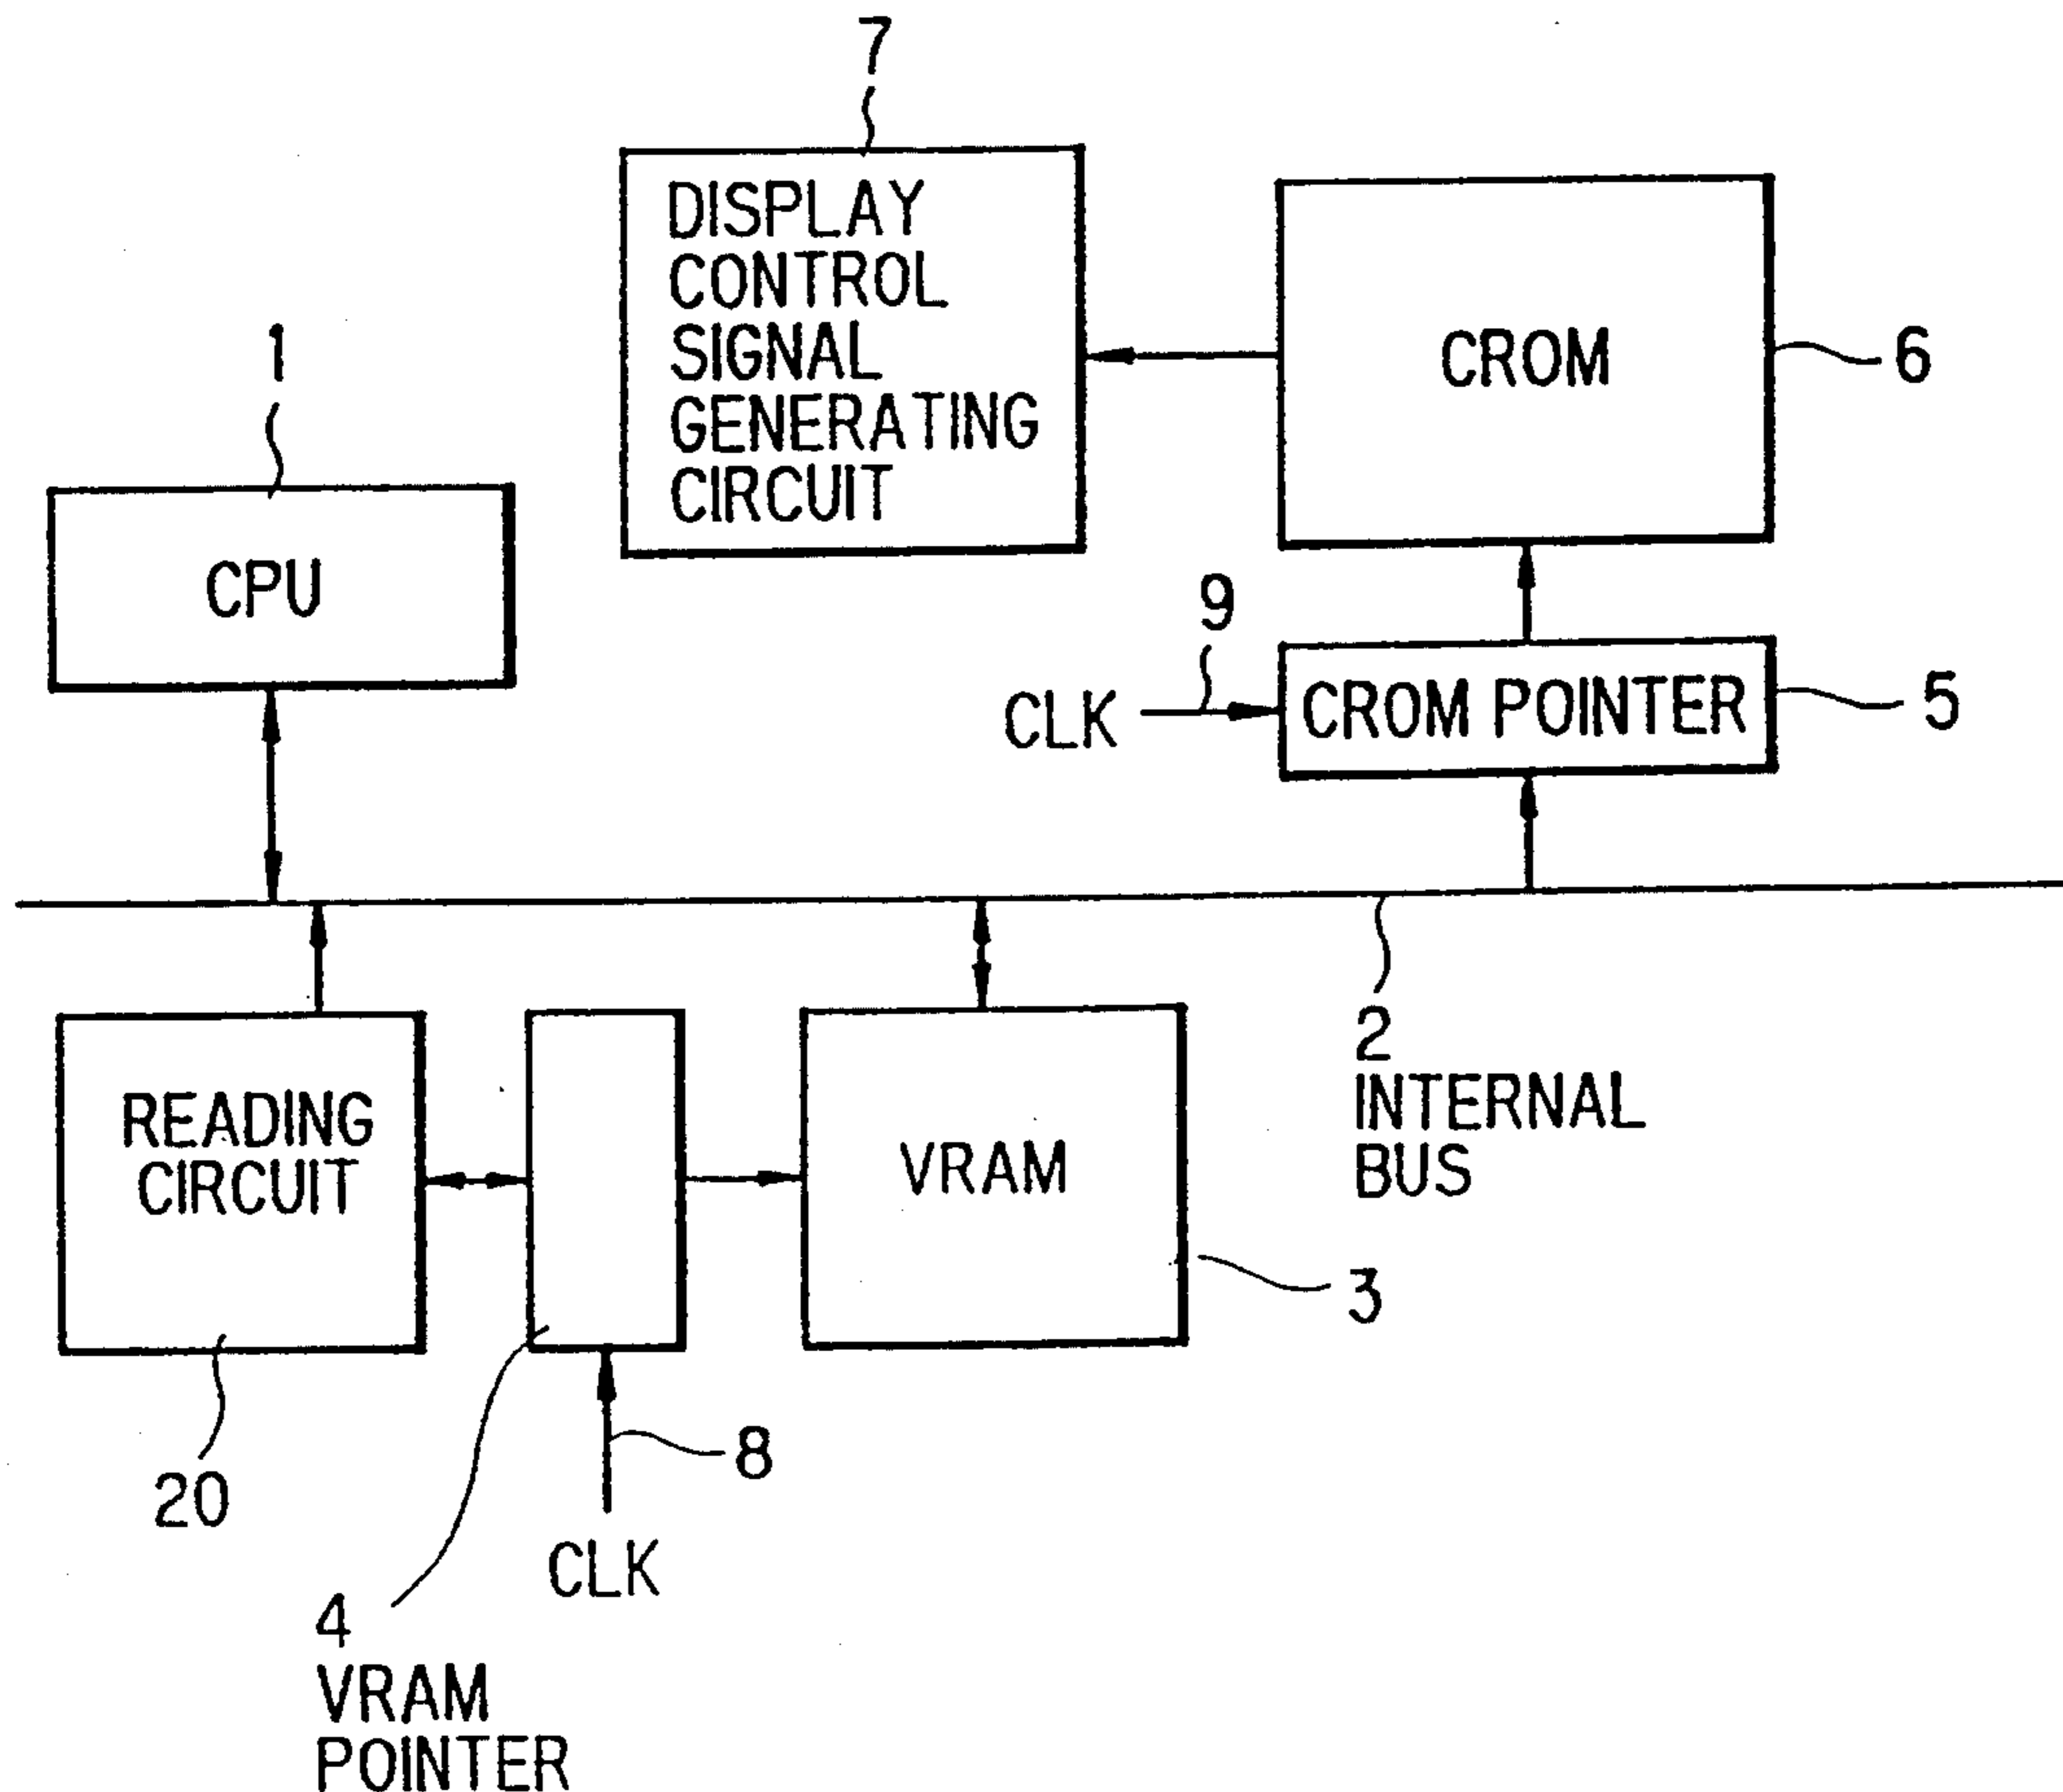 7
DISPLAY
CONTROL
SIGNAL
GENERATING
CIRCUIT
CROM
6
1
CPU
9
CLK
CROM POINTER
5
READING
CIRCUIT
VRAM
2
INTERNAL
BUS
3
20
8
CLK
4
VRAM
POINTER